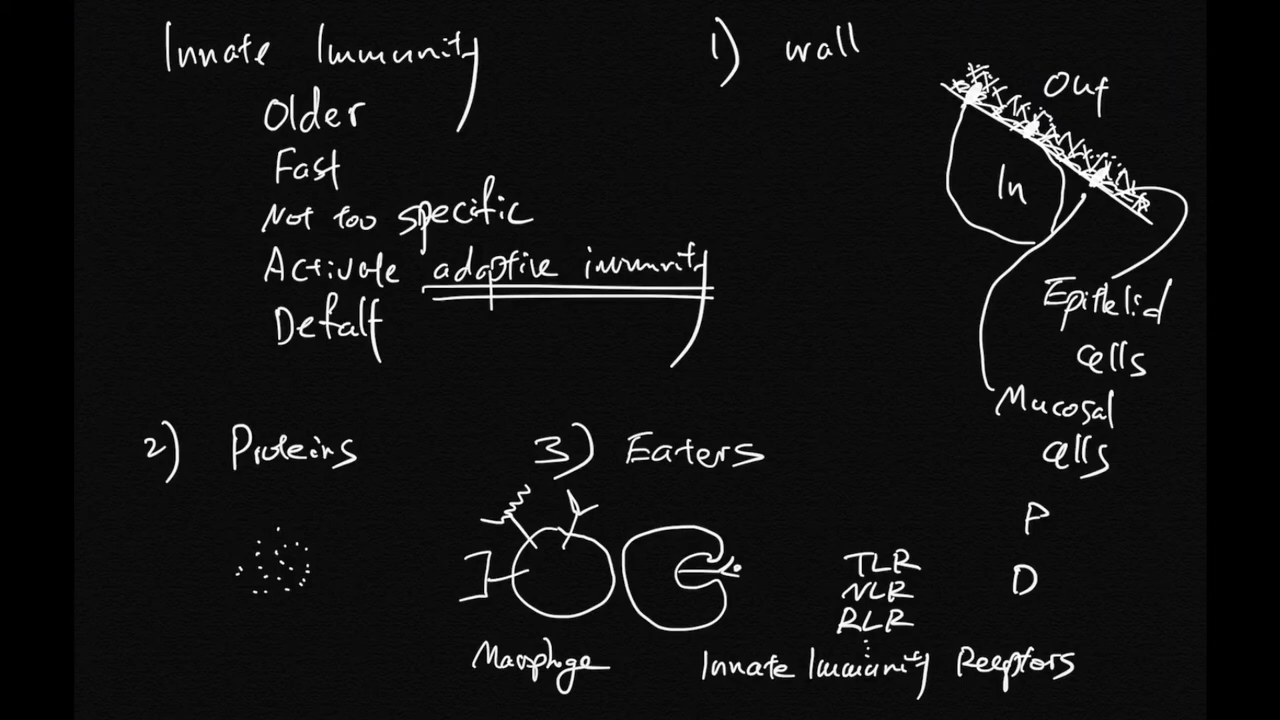 Innate Immunity
Older
Fast
Not too specific
Activate adaptive immunity
Defalt
1) wall
Out
In
Epithelial
cells
Mucosal
cells
2) Proteins
3) Eaters
Macrophage
P
D
TLR
NLR
RLR
Innate Immunity Receptors